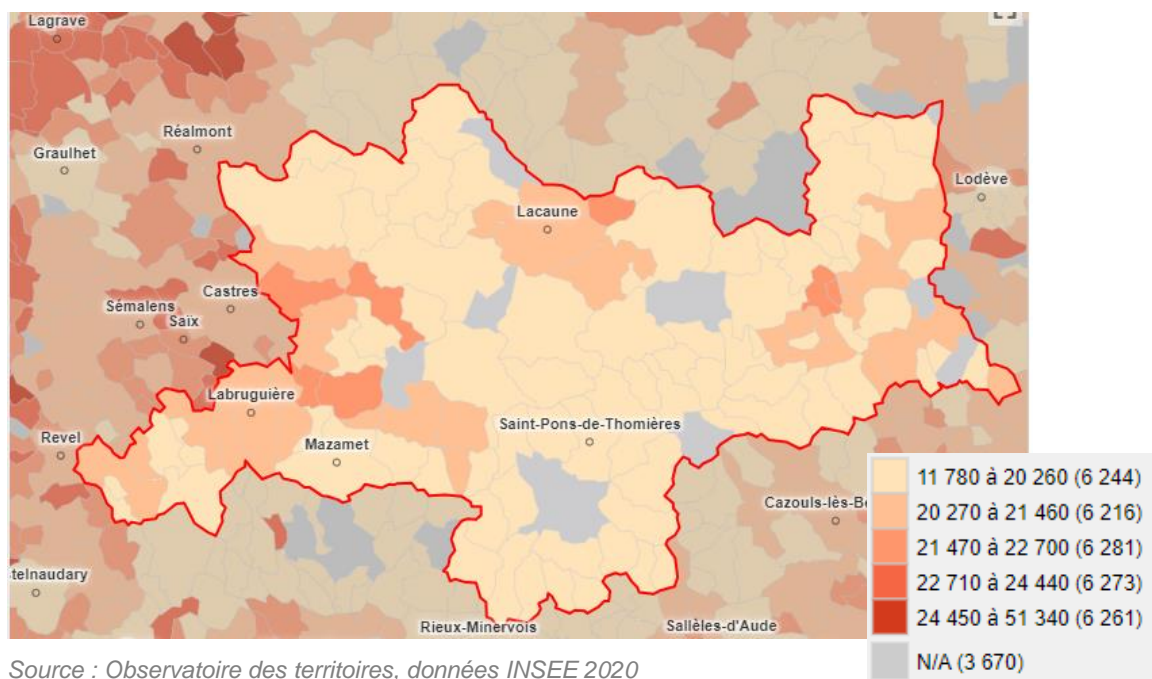 Lagrave
Réalmont
Graulhet
Lodève
Lacaune
Castres
Sémalens
Saïx
Labruguière
Revel
Mazamet
Saint-Pons-de-Thomières
Cazouls-lès-Bé
telnaudary
Rieux-Minervois
Sallèles-d'Aude
11 780 à 20 260 (6 244)
20 270 à 21 460 (6 216)
21 470 à 22 700 (6 281)
22 710 à 24 440 (6 273)
24 450 à 51 340 (6 261)
N/A (3 670)
Source : Observatoire des territoires, données INSEE 2020